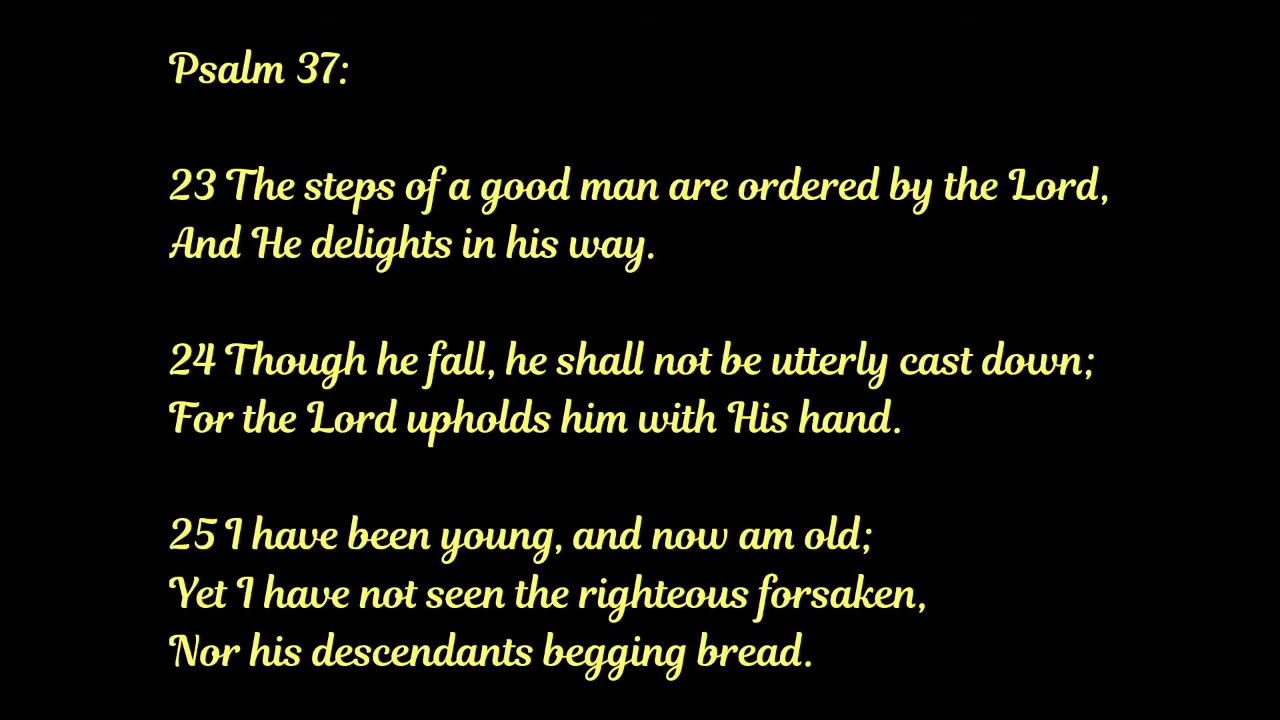 Psalm 37:
23 The steps of a good man are ordered by the Lord,
And He delights in his way.
24 Though he fall, he shall not be utterly cast down;
For the Lord upholds him with His hand.
25 I have been young, and now am old;
Yet I have not seen the righteous forsaken,
Nor his descendants begging bread.